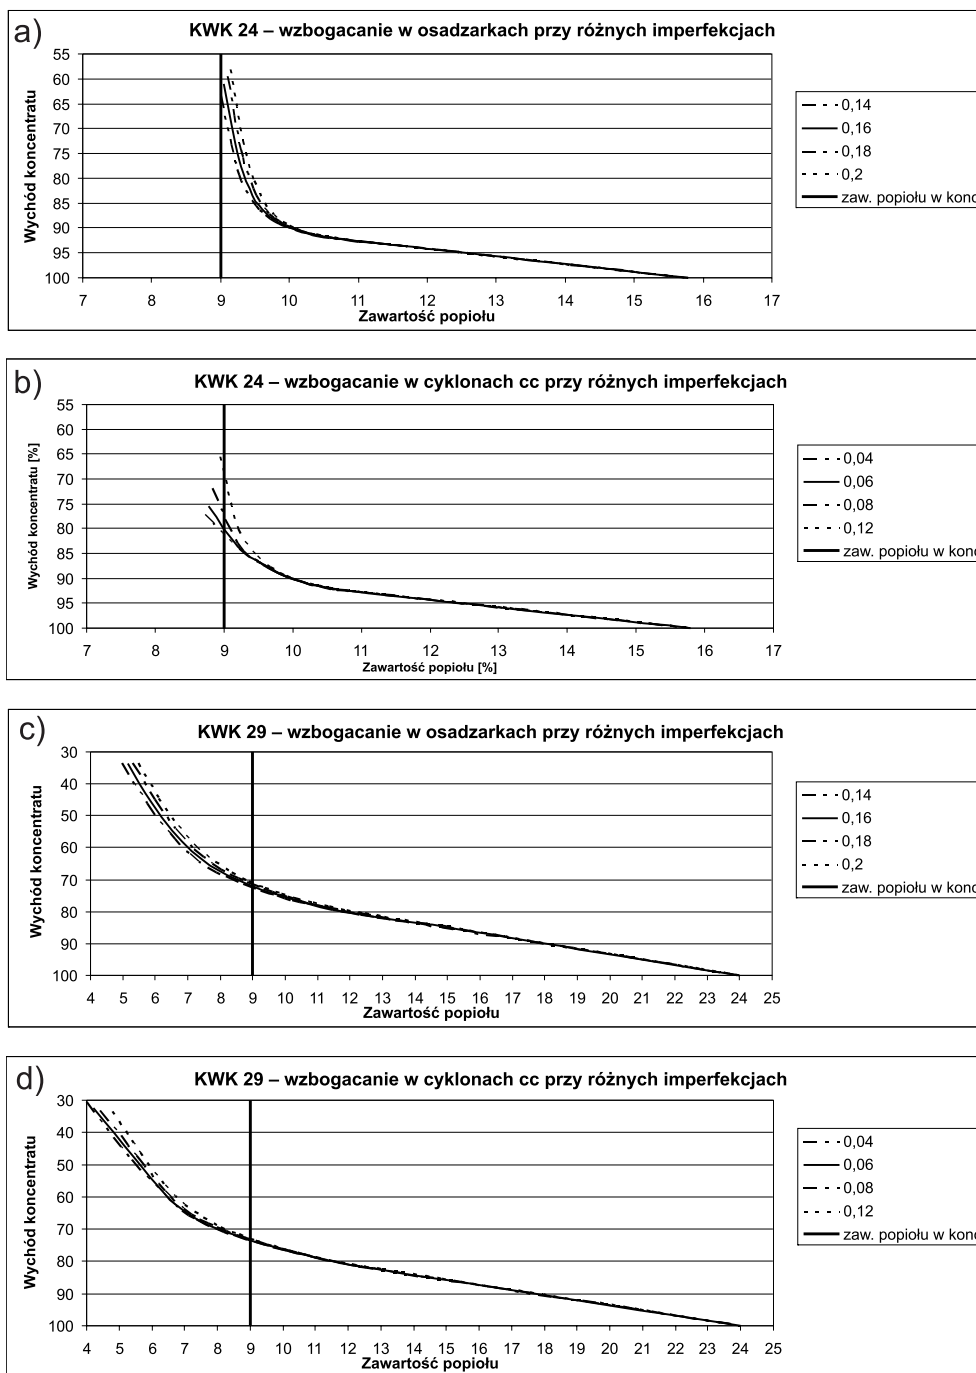 a)
KWK 24 – wzbogacanie w osadzarkach przy różnych imperfekcjach
Wychód koncentratu
55
60
65
70
75
80
85
90
95
100
7 8 9 10 11 12 13 14 15 16 17
Zawartość popiołu
0,14
0,16
0,18
0,2
zaw. popiołu w konc
b)
KWK 24 – wzbogacanie w cyklonach cc przy różnych imperfekcjach
Wychód koncentratu [%]
55
60
65
70
75
80
85
90
95
100
7 8 9 10 11 12 13 14 15 16 17
Zawartość popiołu [%]
0,04
0,06
0,08
0,12
zaw. popiołu w konc
c)
KWK 29 – wzbogacanie w osadzarkach przy różnych imperfekcjach
Wychód koncentratu
30
40
50
60
70
80
90
100
4 5 6 7 8 9 10 11 12 13 14 15 16 17 18 19 20 21 22 23 24 25
Zawartość popiołu
0,14
0,16
0,18
0,2
zaw. popiołu w konc
d)
KWK 29 – wzbogacanie w cyklonach cc przy różnych imperfekcjach
Wychód koncentratu
30
40
50
60
70
80
90
100
4 5 6 7 8 9 10 11 12 13 14 15 16 17 18 19 20 21 22 23 24 25
Zawartość popiołu
0,04
0,06
0,08
0,12
zaw. popiołu w konc